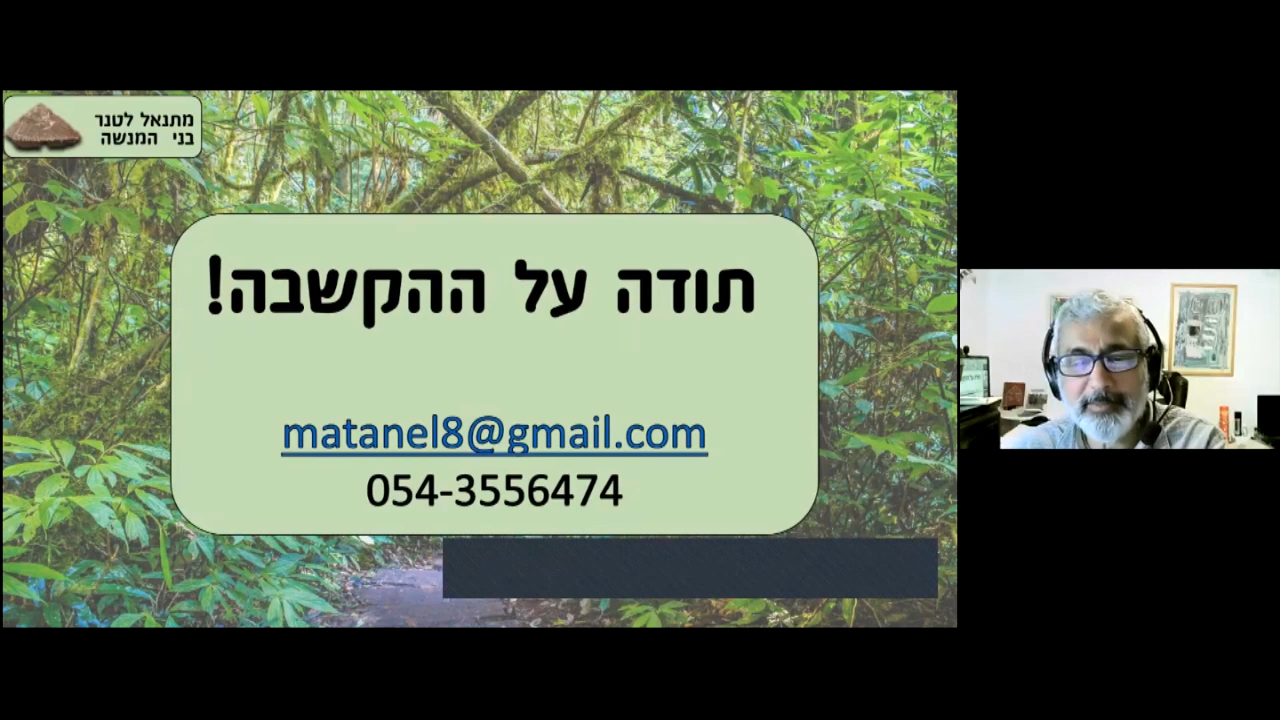 מתנאל לטנר
בני המנשה
תודה על ההקשבה!
matanel8@gmail.com
054-3556474